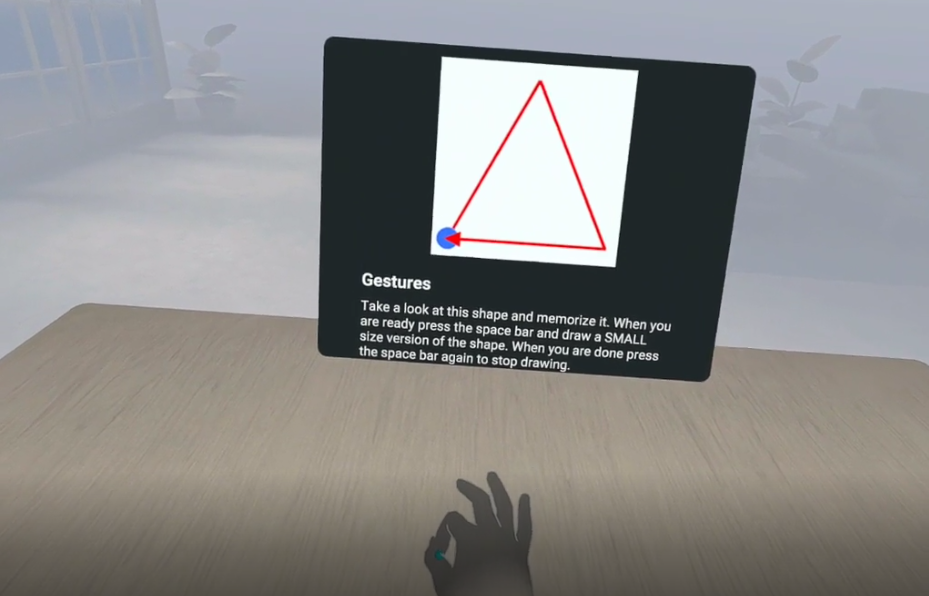 Gestures
Take a look at this shape and memorize it. When you
are ready press the space bar and draw a SMALL
size version of the shape. When you are done press
the space bar again to stop drawing.